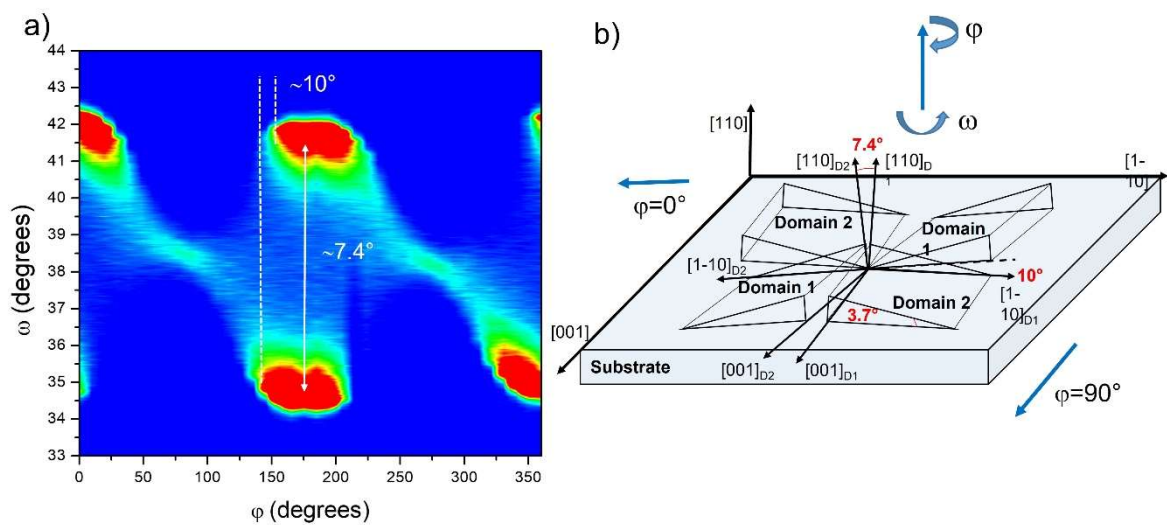 a)
44
43
42
41
40
39
38
37
36
35
34
33
ω (degrees)
0
50
100
150
200
250
300
350
φ (degrees)
~10°
~7.4°
b)
φ
ω
[110]
7.4°
[110]D2
[110]D
1
[1-
10]
φ=0°
Domain 2
Domain
1
[1-10]D2
10°
Domain 1
[1-
10]D1
Domain 2
3.7°
[001]
[001]D2
[001]D1
Substrate
φ=90°